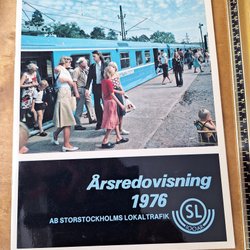 Årsredovisning
1976
AB STORSTOCKHOLMS LOKALTRAFIK
SL